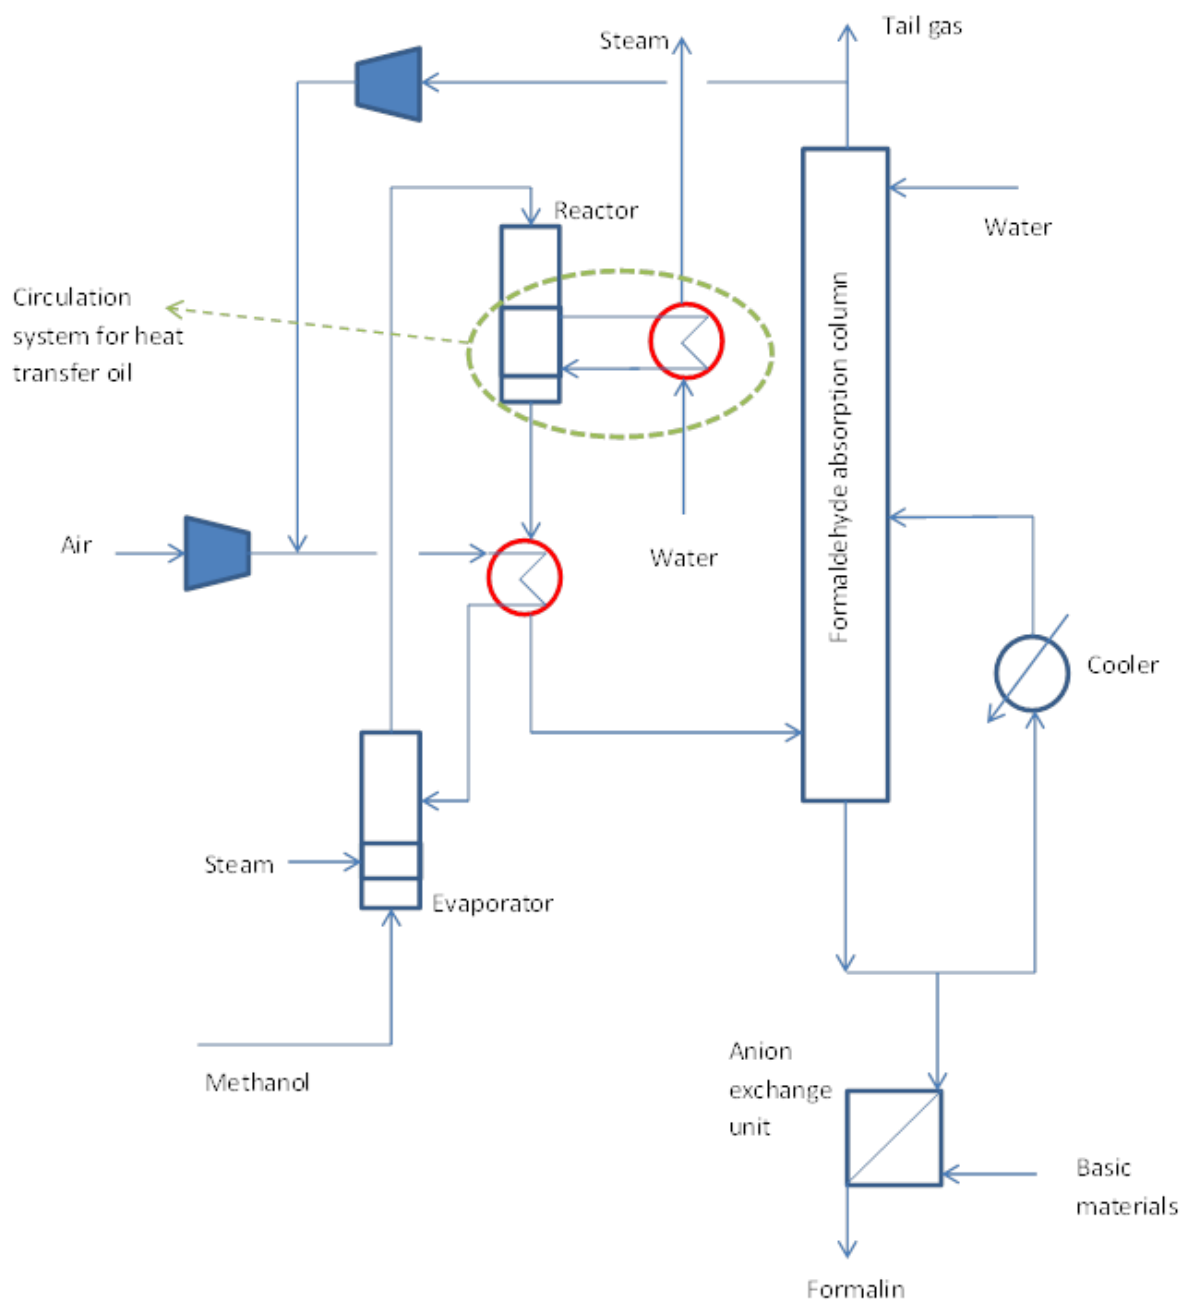 Tail gas
Steam
Reactor
Water
Circulation
system for heat
transfer oil
Formaldehyde absorption column
Air
Water
Cooler
Steam
Evaporator
Methanol
Anion
exchange
unit
Basic
materials
Formalin